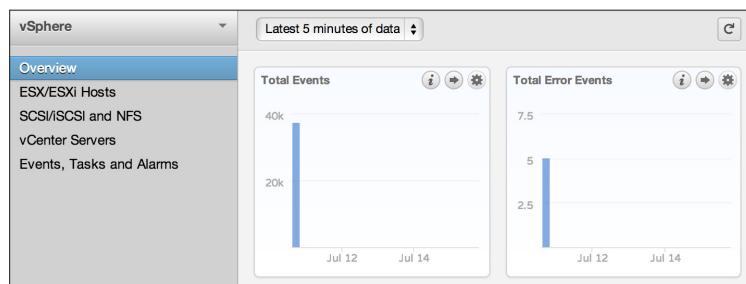 vSphere
Latest 5 minutes of data
Overview
ESX/ESXi Hosts
SCSI/iSCSI and NFS
vCenter Servers
Events, Tasks and Alarms
Total Events
40k
20k
Jul 12 Jul 14
Total Error Events
7.5
5
2.5
Jul 12 Jul 14